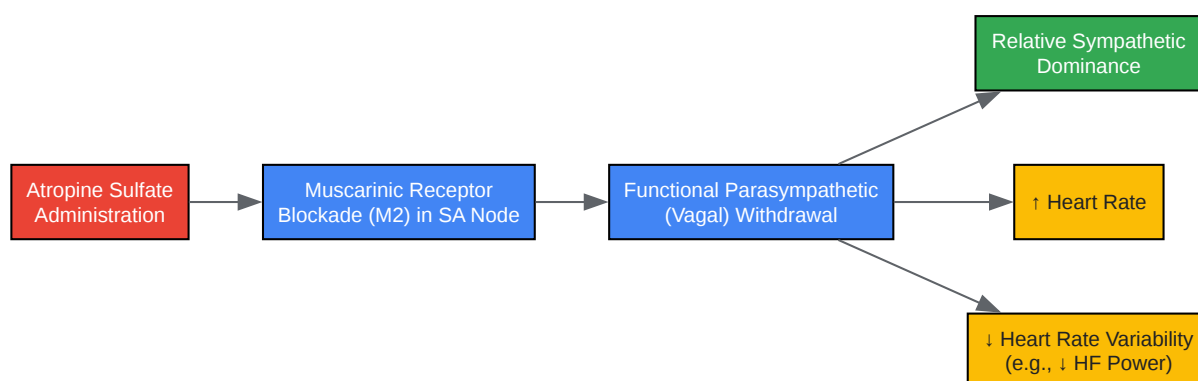 Atropine Sulfate
Administration
Muscarinic Receptor
Blockade (M2) in SA Node
Functional Parasympathetic
(Vagal) Withdrawal
Relative Sympathetic
Dominance
↑ Heart Rate
↓ Heart Rate Variability
(e.g., ↓ HF Power)